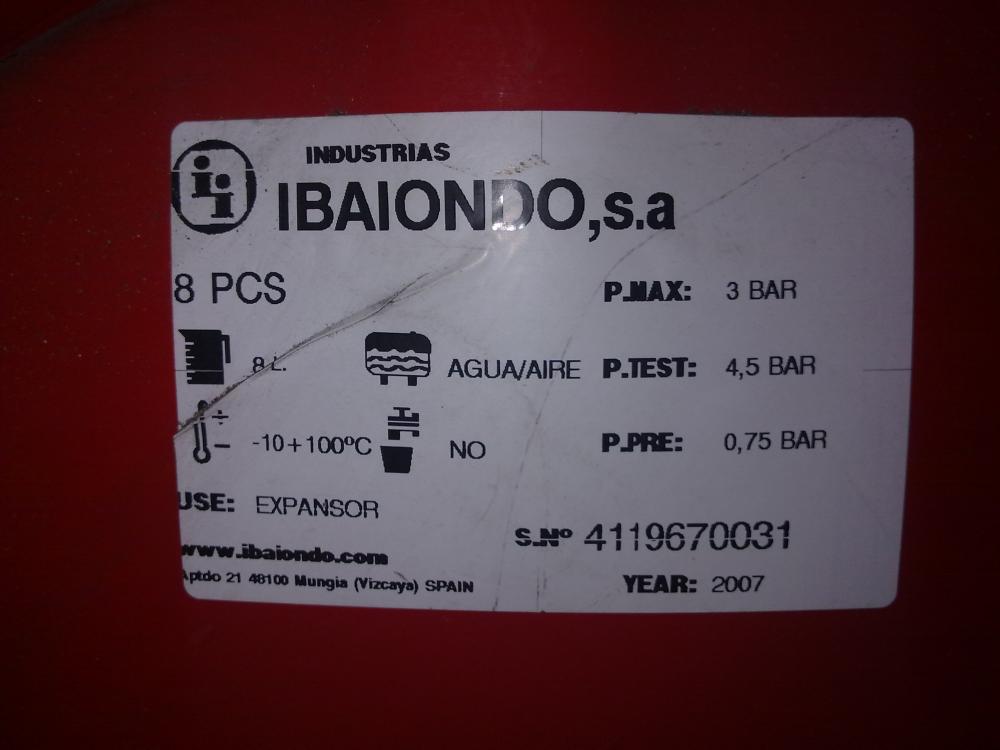 INDUSTRIAS
IBAIONDO,s.a
8 PCS
P.MAX: 3 BAR
8 L. AGUA/AIRE P.TEST: 4,5 BAR
-10+100ºC NO P.PRE: 0,75 BAR
USE: EXPANSOR
S.Nº 4119670031
www.ibaiondo.com
Aptdo 21 48100 Mungia (Vizcaya) SPAIN
YEAR: 2007